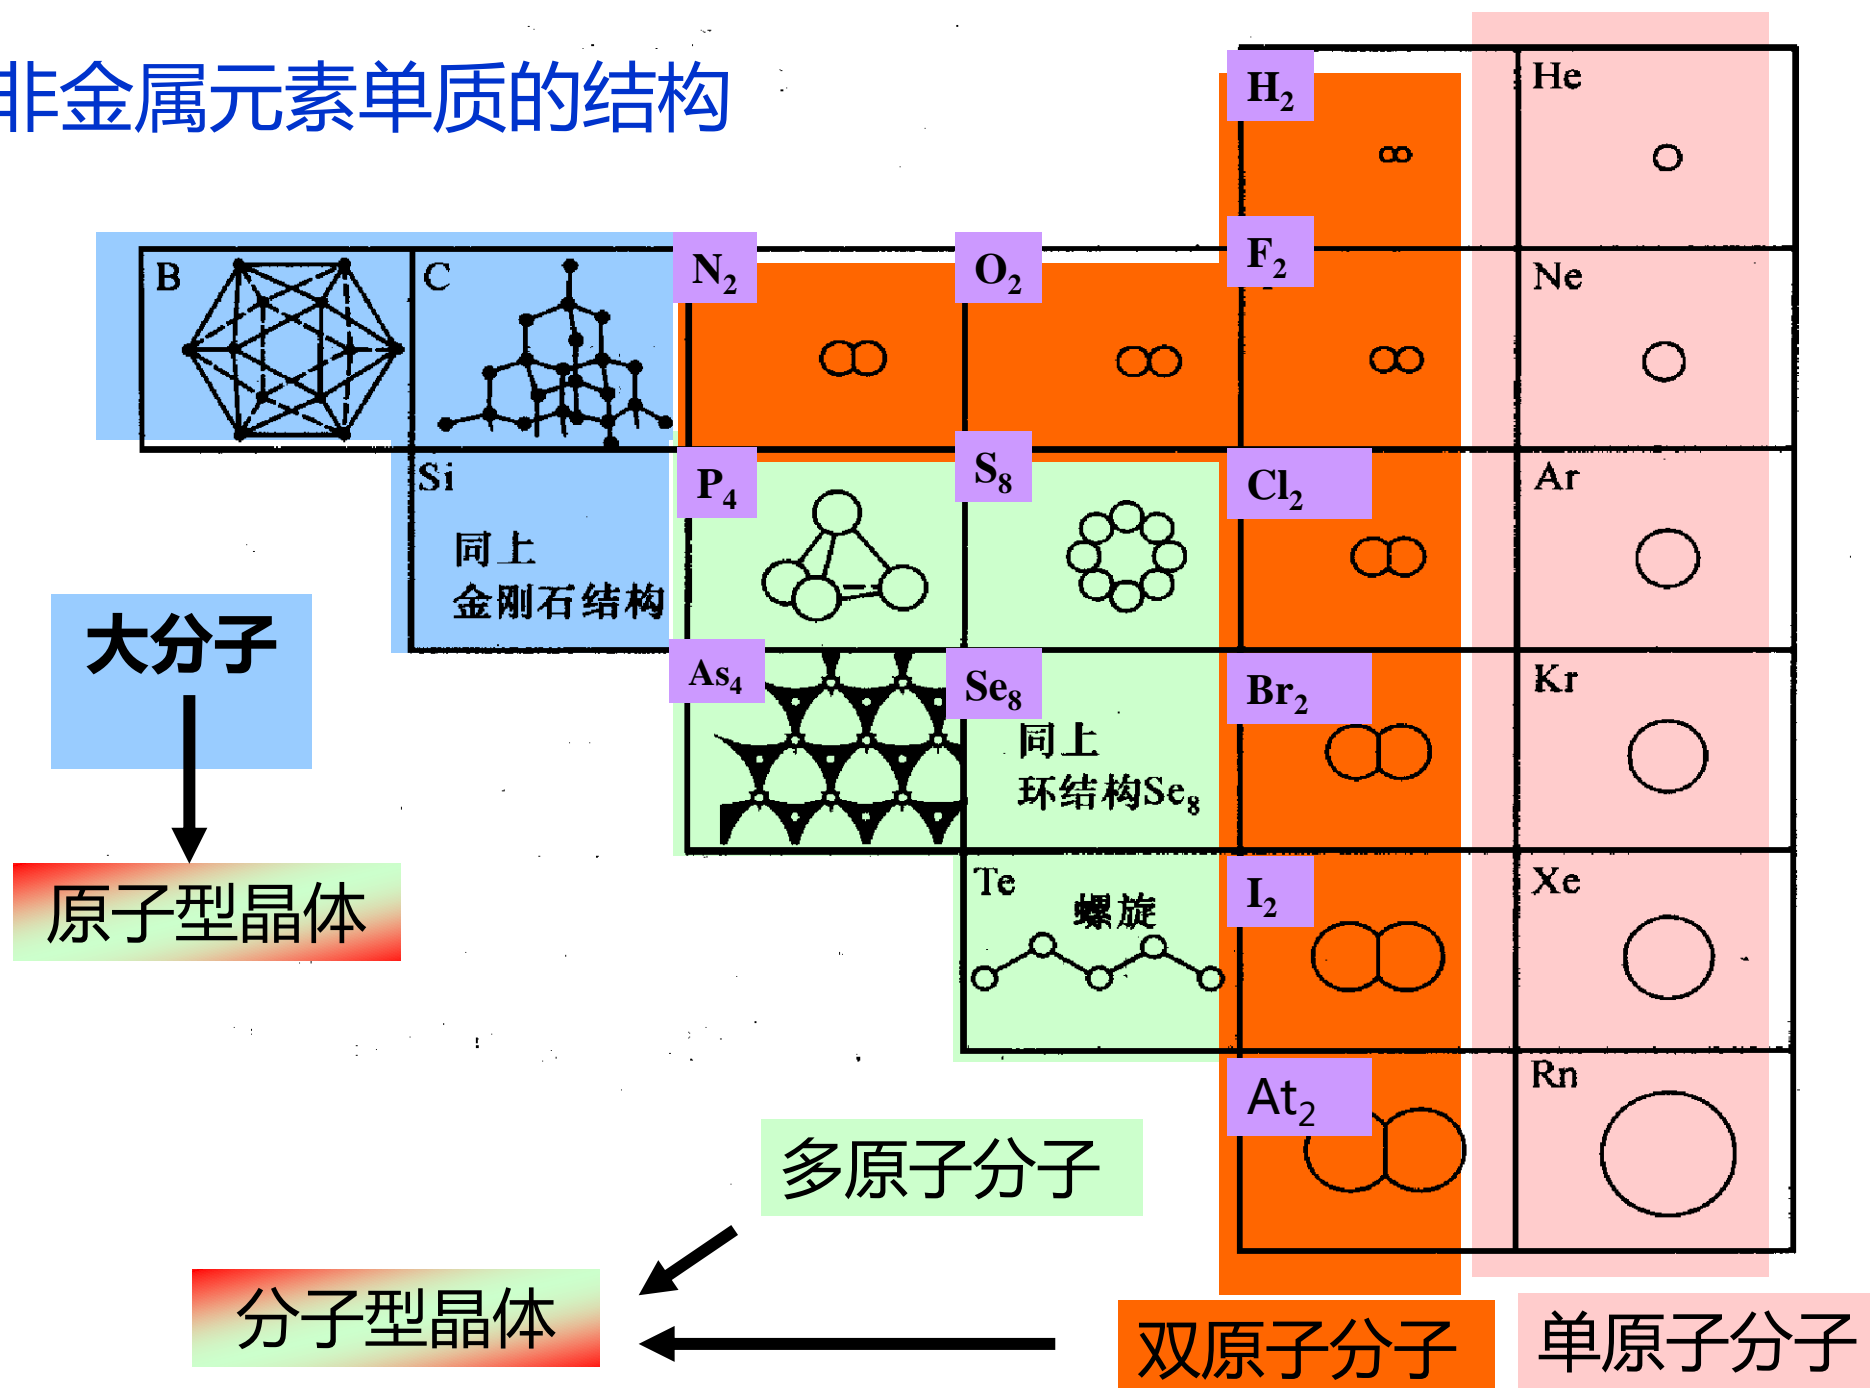 非金属元素单质的结构
H₂
He
B
C
N₂
O₂
F₂
Ne
Si
同上
金刚石结构
P₄
S₈
Cl₂
Ar
As₄
Se₈
同上
环结构Se₈
Br₂
Kr
Te
螺旋
I₂
Xe
At₂
Rn
大分子
原子型晶体
多原子分子
分子型晶体
双原子分子
单原子分子